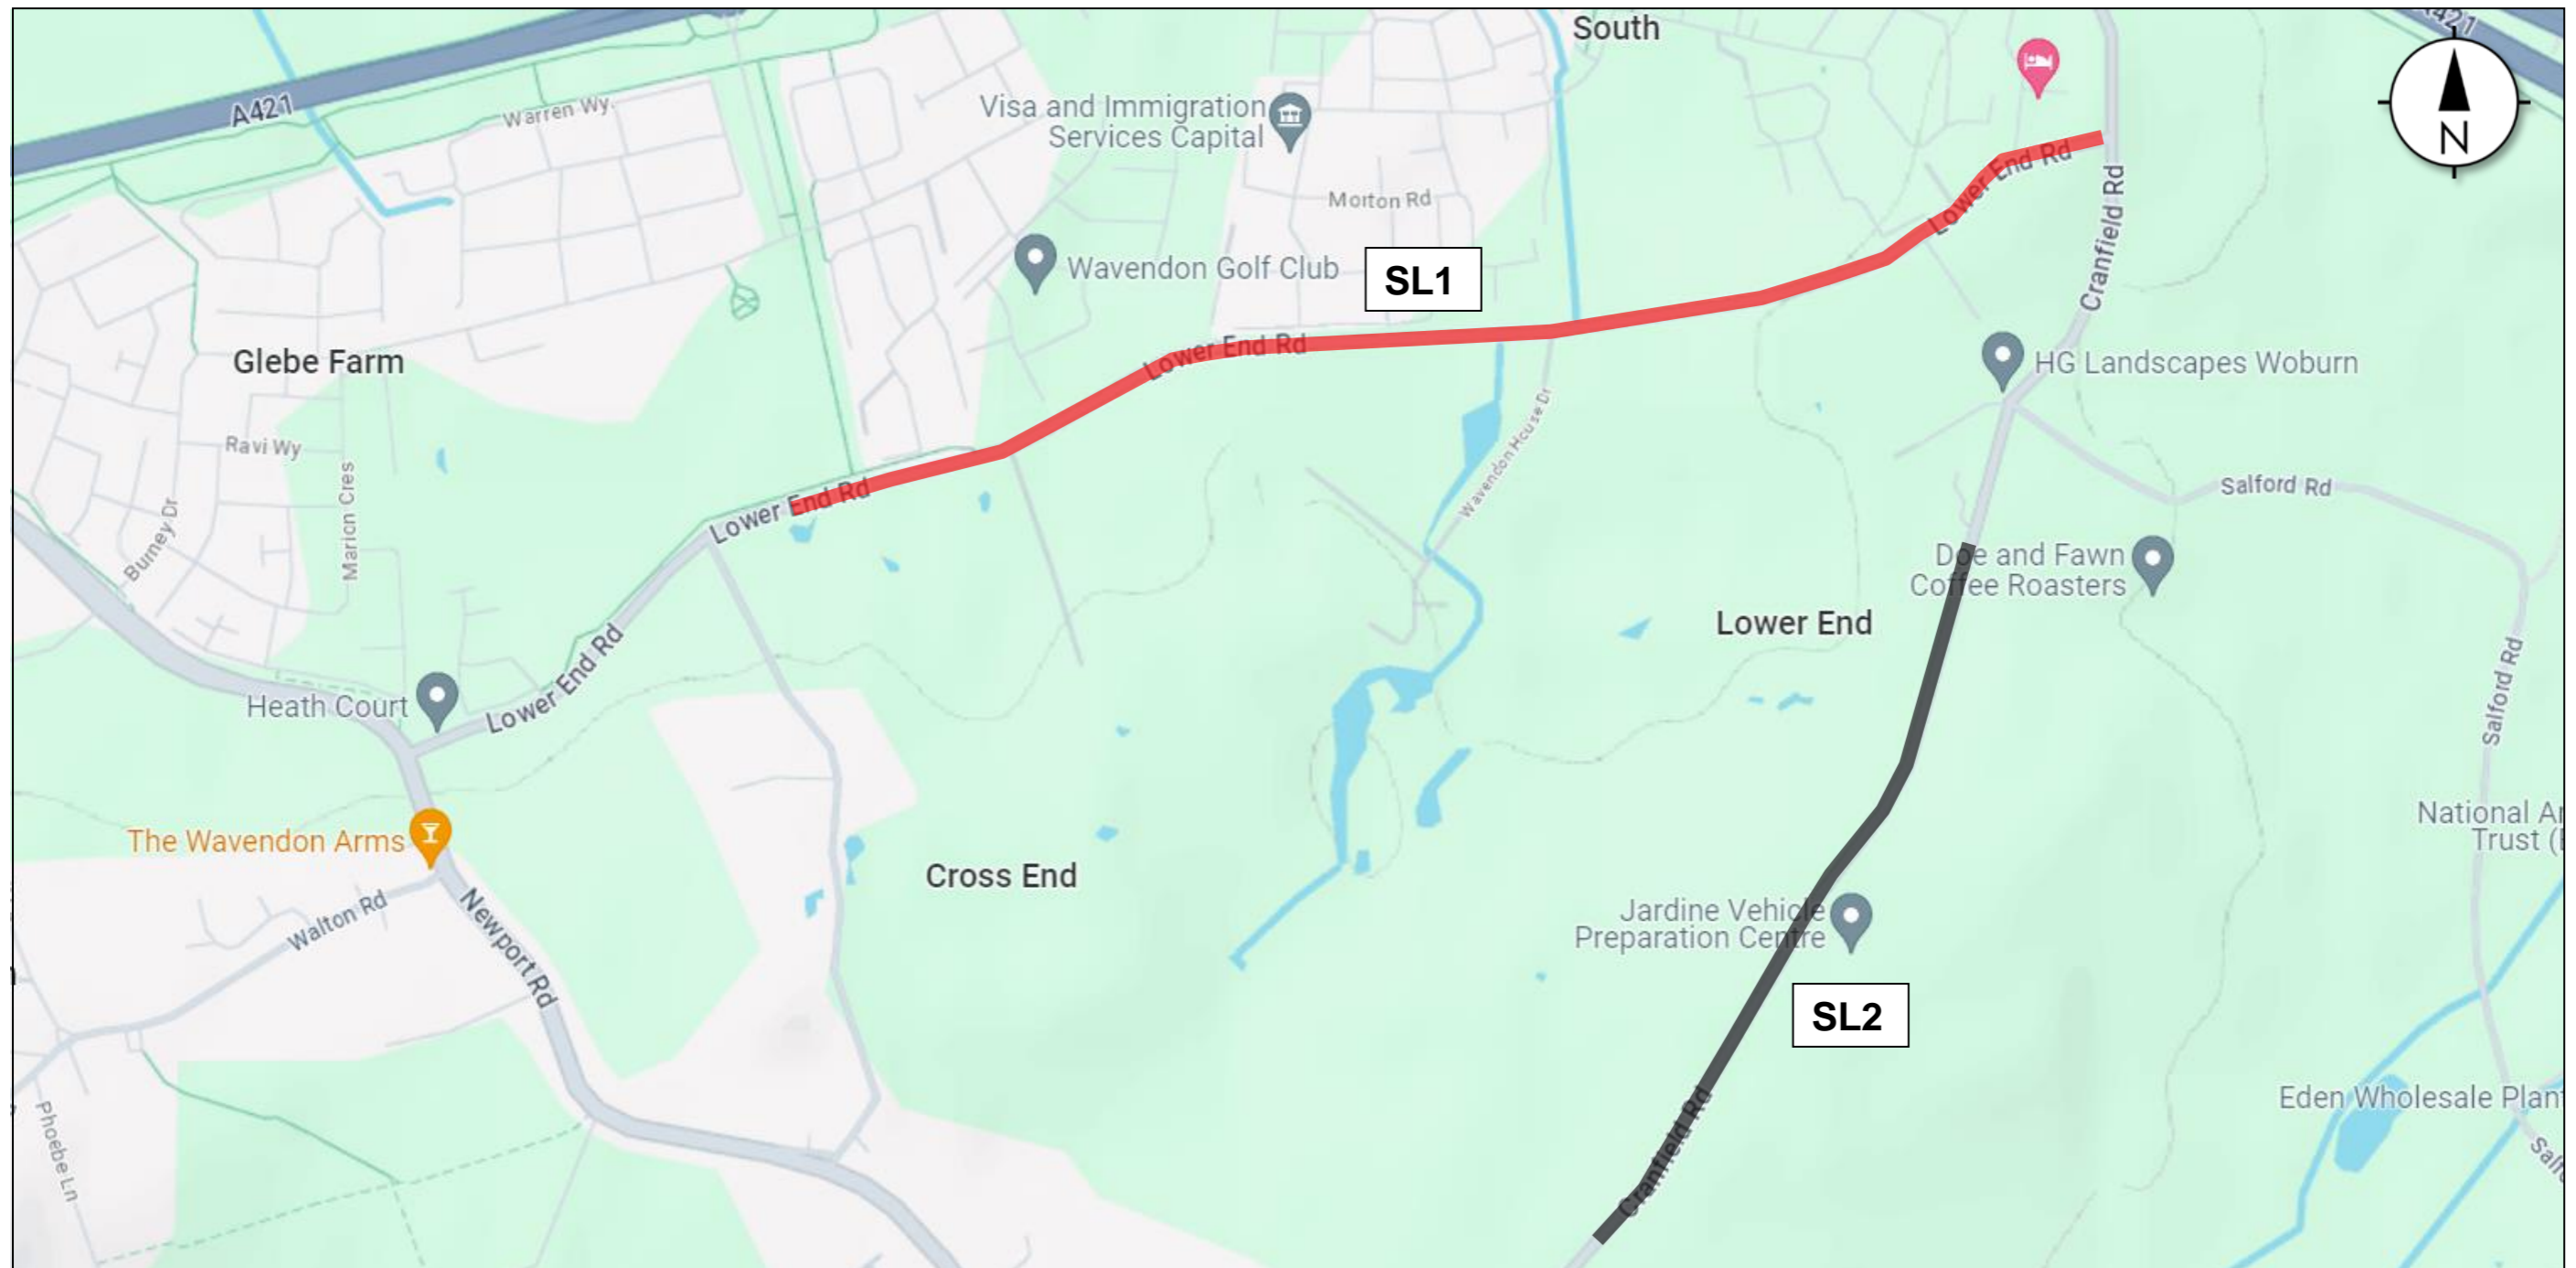 South
A421
A421
Warren Wy.
Visa and Immigration
Services Capital
N
Lower End Rd
Morton Rd
Cranfield Rd
Wavendon Golf Club
SL1
Lower End Rd
Glebe Farm
HG Landscapes Woburn
Ravi Wy
Marion Cres
Burney Dr
Lower End Rd
Wavendon House Dr
Salford Rd
Doe and Fawn
Coffee Roasters
Lower End
Lower End Rd
Heath Court
Salford Rd
The Wavendon Arms
National
Trust
Cross End
Walton Rd
Newport Rd
Jardine Vehicle
Preparation Centre
SL2
Phoebe Ln
Cranfield Rd
Eden Wholesale Plan